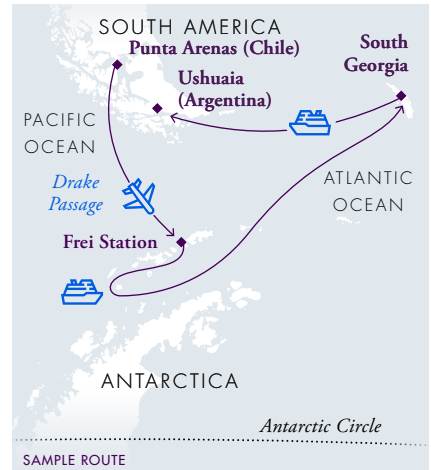 SOUTH AMERICA
Punta Arenas (Chile)
South
Georgia
Ushuaia
(Argentina)
PACIFIC
OCEAN
Drake
Passage
ATLANTIC
OCEAN
Frei Station
ANTARCTICA
Antarctic Circle
SAMPLE ROUTE